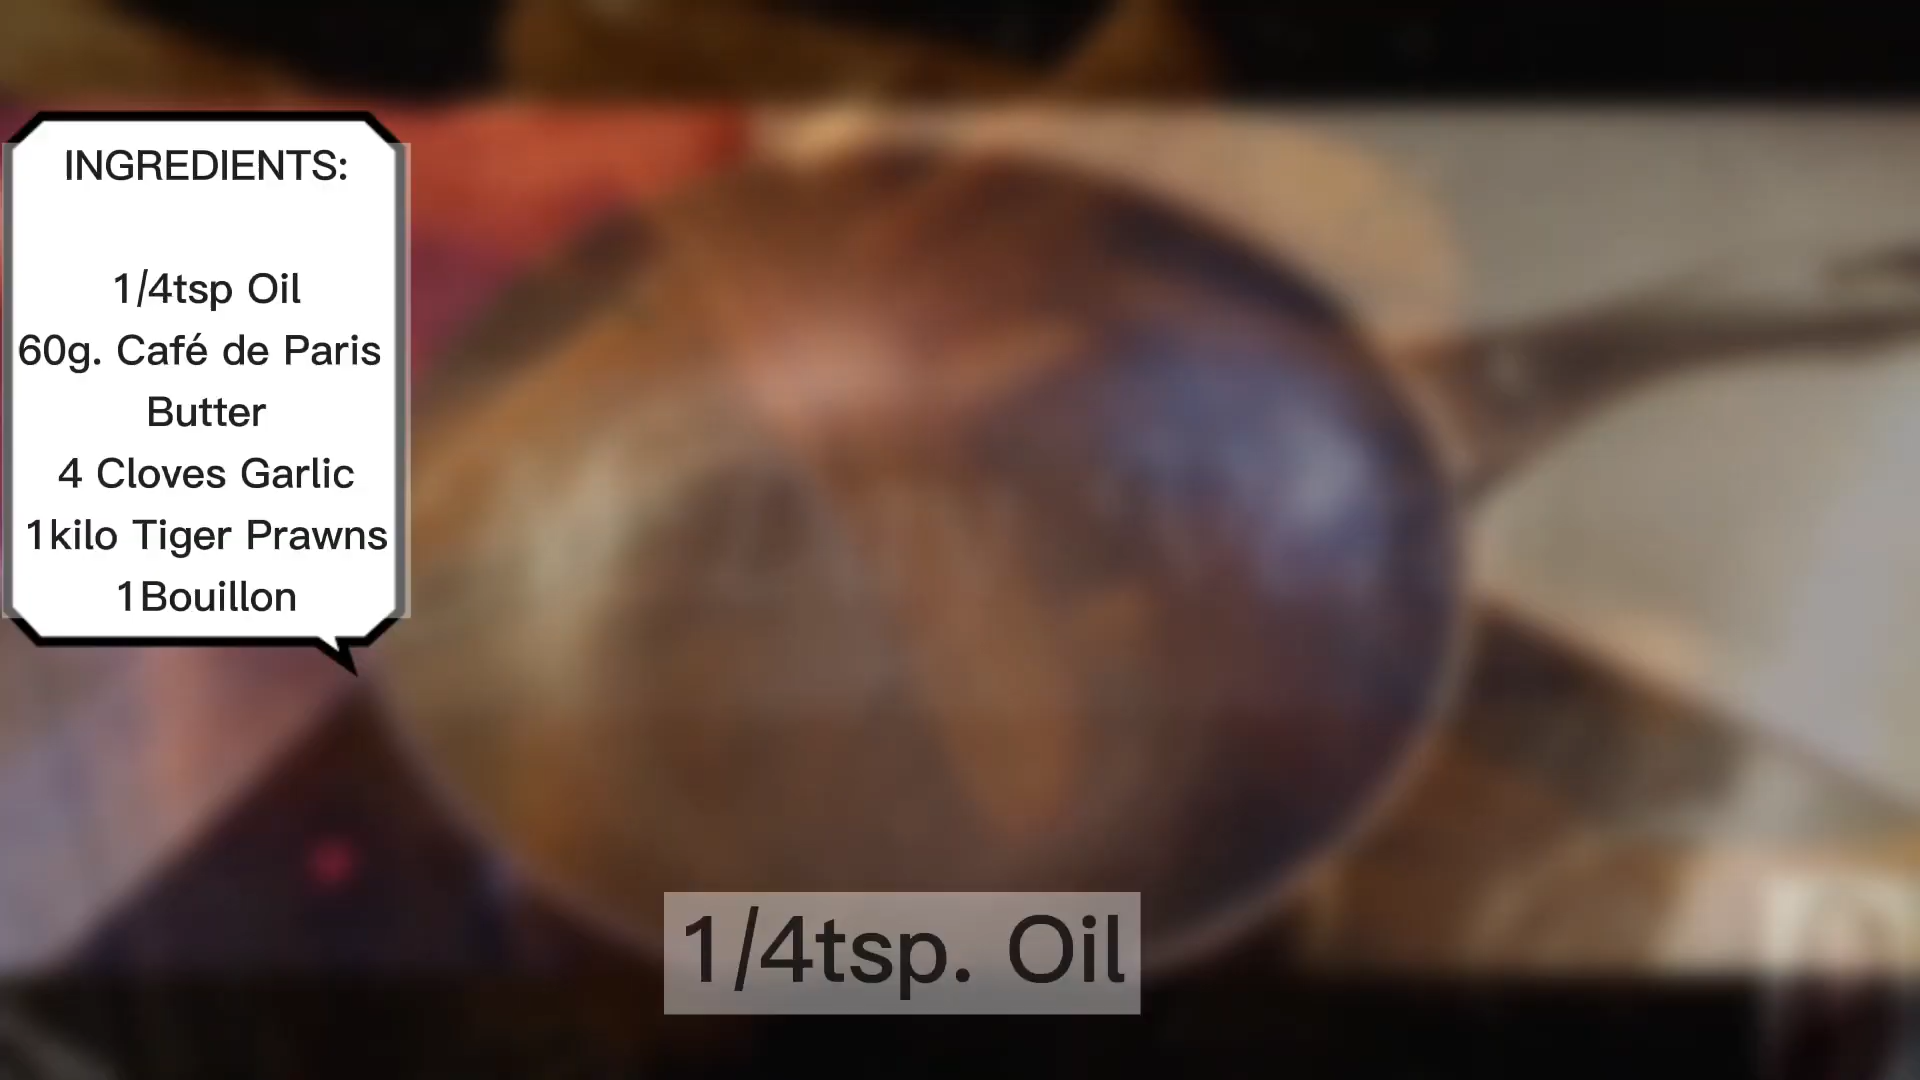 INGREDIENTS:
1/4tsp Oil
60g. Café de Paris
Butter
4 Cloves Garlic
1kilo Tiger Prawns
1Bouillon
1/4tsp. Oil